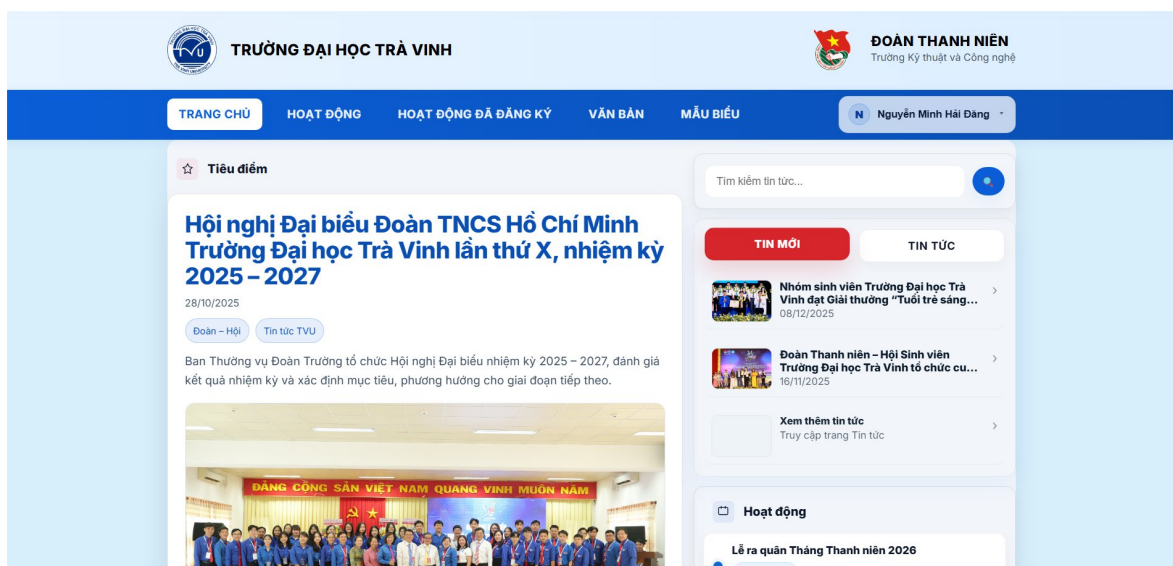 TRƯỜNG ĐẠI HỌC TRÀ VINH
ĐOÀN THANH NIÊN
Trường Kỹ thuật và Công nghệ
TRANG CHỦ
HOẠT ĐỘNG
HOẠT ĐỘNG ĐÃ ĐĂNG KÝ
VĂN BẢN
MẪU BIỂU
N
Nguyễn Minh Hải Đăng
Tiêu điểm
Hội nghị Đại biểu Đoàn TNCS Hồ Chí Minh
Trường Đại học Trà Vinh lần thứ X, nhiệm kỳ
2025 – 2027
28/10/2025
Đoàn – Hội
Tin tức TVU
Ban Thường vụ Đoàn Trường tổ chức Hội nghị Đại biểu nhiệm kỳ 2025 – 2027, đánh giá
kết quả nhiệm kỳ và xác định mục tiêu, phương hướng cho giai đoạn tiếp theo.
ĐẢNG CỘNG SẢN VIỆT NAM QUANG VINH MUÔN NĂM
Tìm kiếm tin tức...
TIN MỚI
TIN TỨC
Nhóm sinh viên Trường Đại học Trà
Vinh đạt Giải thưởng “Tuổi trẻ sáng...
08/12/2025
Đoàn Thanh niên – Hội Sinh viên
Trường Đại học Trà Vinh tổ chức cu...
16/11/2025
Xem thêm tin tức
Truy cập trang Tin tức
Hoạt động
Lễ ra quân Tháng Thanh niên 2026